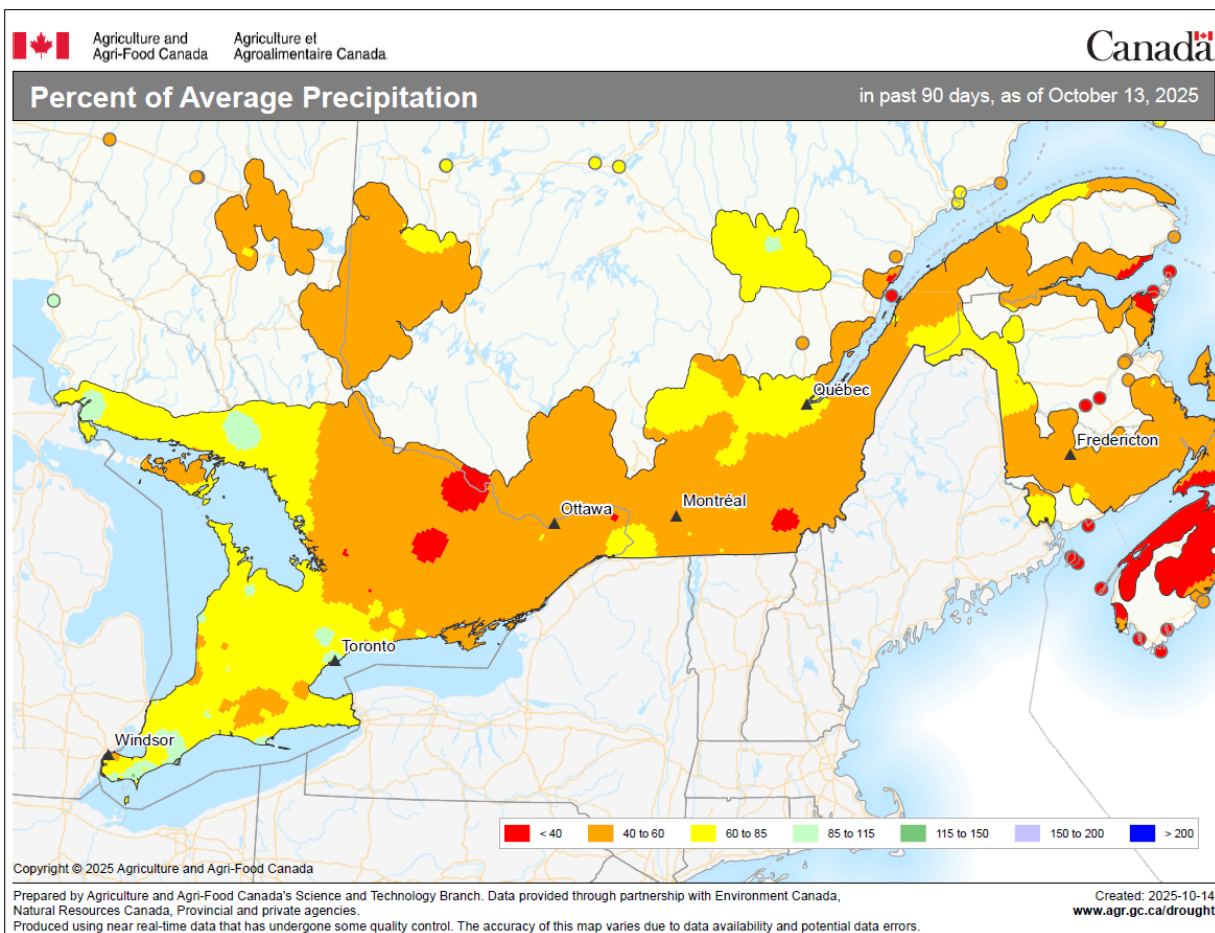 Agriculture and
Agri-Food Canada
Agriculture et
Agroalimentaire Canada
Canada
Percent of Average Precipitation
in past 90 days, as of October 13, 2025
Québec
Fredericton
Ottawa
Montréal
Toronto
Windsor
< 40
40 to 60
60 to 85
85 to 115
115 to 150
150 to 200
> 200
Copyright © 2025 Agriculture and Agri-Food Canada
Prepared by Agriculture and Agri-Food Canada's Science and Technology Branch. Data provided through partnership with Environment Canada,
Natural Resources Canada, Provincial and private agencies.
Produced using near real-time data that has undergone some quality control. The accuracy of this map varies due to data availability and potential data errors.
Created: 2025-10-14
www.agr.gc.ca/drought